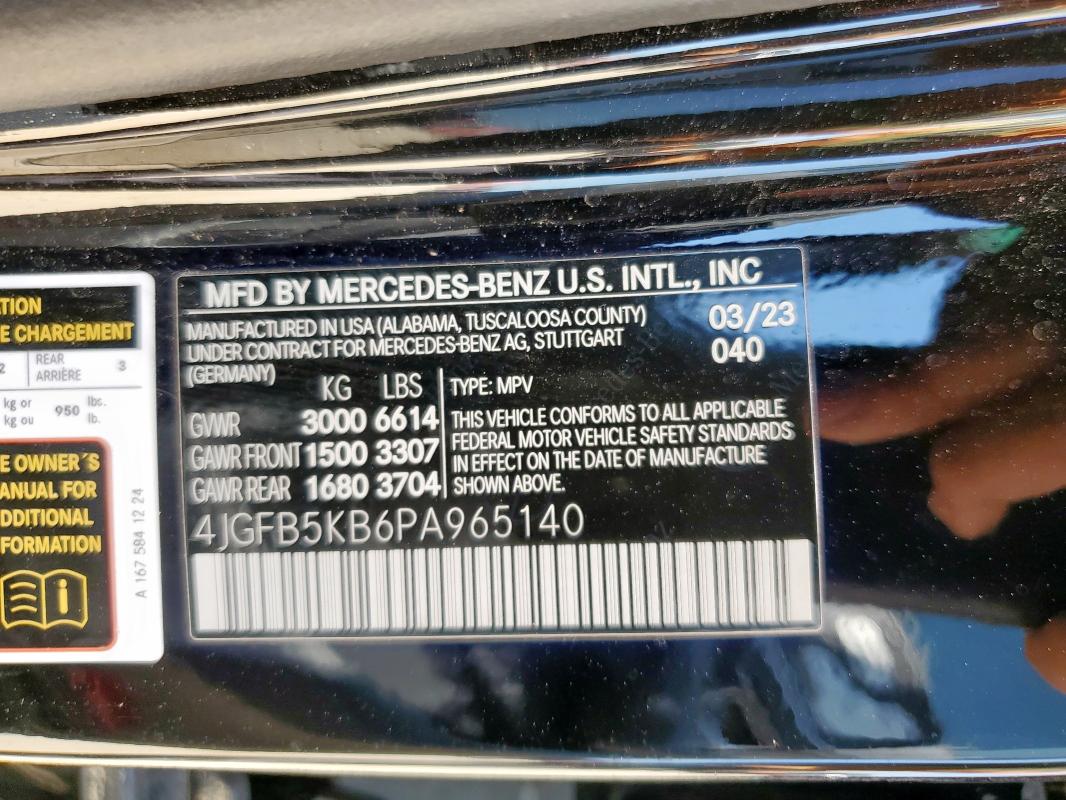 ATION
E CHARGEMENT
2 REAR ARRIÈRE 3
kg or
kg ou 950 lbs. lb.
E OWNER´S
ANUAL FOR
DDITIONAL
FORMATION
A 167 584 12 24
MFD BY MERCEDES-BENZ U.S. INTL., INC
MANUFACTURED IN USA (ALABAMA, TUSCALOOSA COUNTY) 03/23
UNDER CONTRACT FOR MERCEDES-BENZ AG, STUTTGART 040
(GERMANY)
KG LBS
GVWR 3000 6614
GAWR FRONT 1500 3307
GAWR REAR 1680 3704
TYPE: MPV
THIS VEHICLE CONFORMS TO ALL APPLICABLE
FEDERAL MOTOR VEHICLE SAFETY STANDARDS
IN EFFECT ON THE DATE OF MANUFACTURE
SHOWN ABOVE.
4JGFB5KB6PA965140